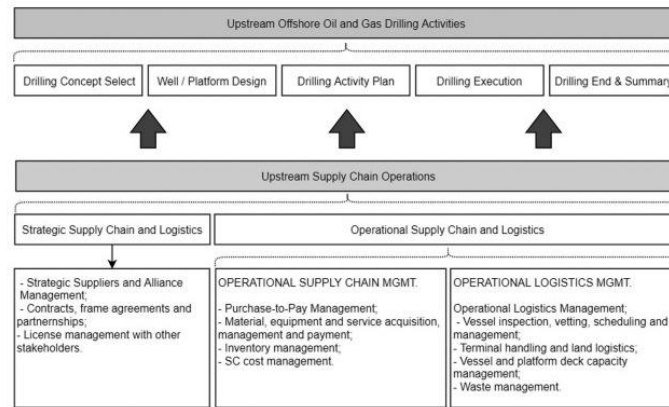 Upstream Offshore Oil and Gas Drilling Activities
Drilling Concept Select
Well / Platform Design
Drilling Activity Plan
Drilling Execution
Drilling End & Summary
Upstream Supply Chain Operations
Strategic Supply Chain and Logistics
Operational Supply Chain and Logistics
- Strategic Suppliers and Alliance
Management;
- Contracts, frame agreements and
partnernships;
- License management with other
stakeholders.
OPERATIONAL SUPPLY CHAIN MGMT.
- Purchase-to-Pay Management;
- Material, equipment and service acquisition,
management and payment;
- Inventory management;
- SC cost management.
OPERATIONAL LOGISTICS MGMT.
Operational Logistics Management;
- Vessel inspection, vetting, scheduling and
management;
- Terminal handling and land logistics;
- Vessel and platform deck capacity
management;
- Waste management.